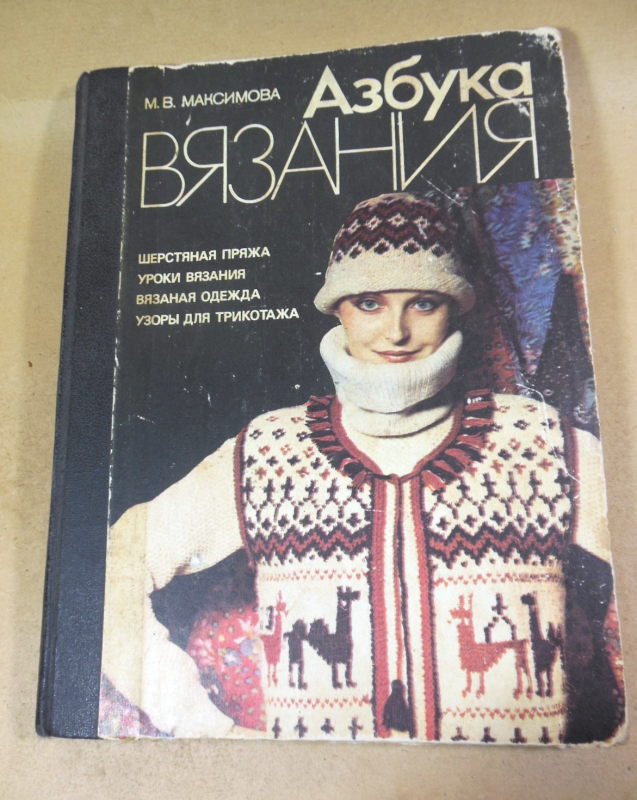 М. В. МАКСИМОВА
Азбука
ВЯЗАНИЯ
ШЕРСТЯНАЯ ПРЯЖА
УРОКИ ВЯЗАНИЯ
ВЯЗАНАЯ ОДЕЖДА
УЗОРЫ ДЛЯ ТРИКОТАЖА